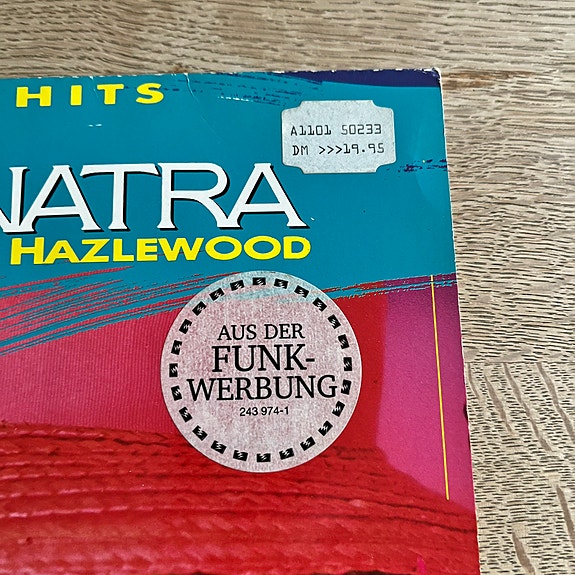 HITS
A1101 50233
DM >>>19.95
NATRA
HAZLEWOOD
AUS DER
FUNK-
WERBUNG
243 974-1